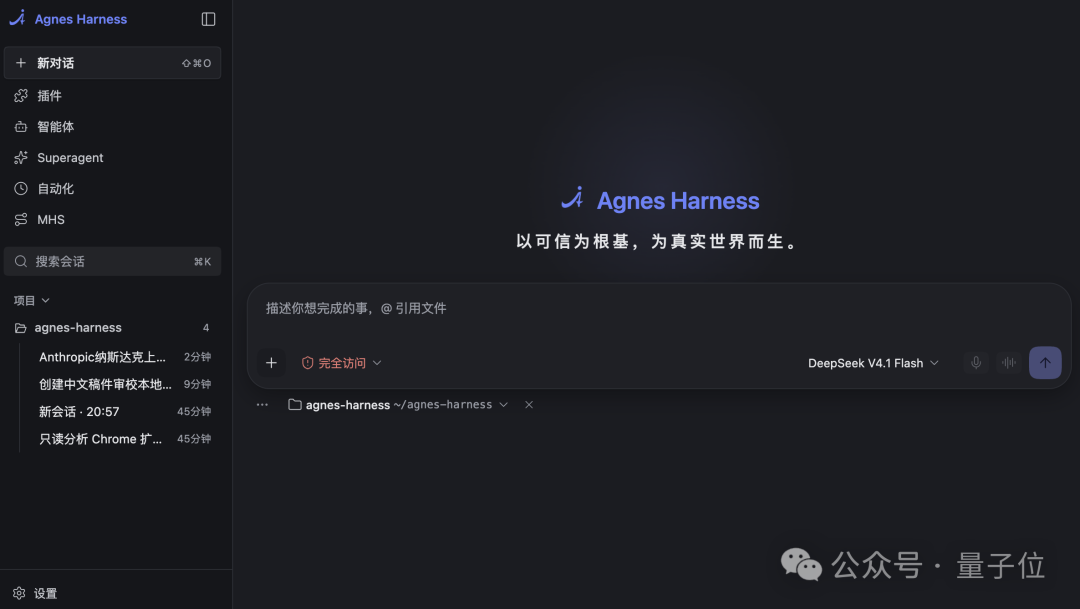 Agnes Harness
新对话 ⇧⌘O
插件
智能体
Superagent
自动化
MHS
搜索会话 ⌘K
项目
agnes-harness 4
Anthropic纳斯达克上... 2分钟
创建中文稿件审校本地... 9分钟
新会话 · 20:57 45分钟
只读分析 Chrome 扩... 45分钟
设置
Agnes Harness
以可信为根基，为真实世界而生。
描述你想完成的事，@ 引用文件
完全访问 DeepSeek V4.1 Flash
agnes-harness ~/agnes-harness
公众号 · 量子位